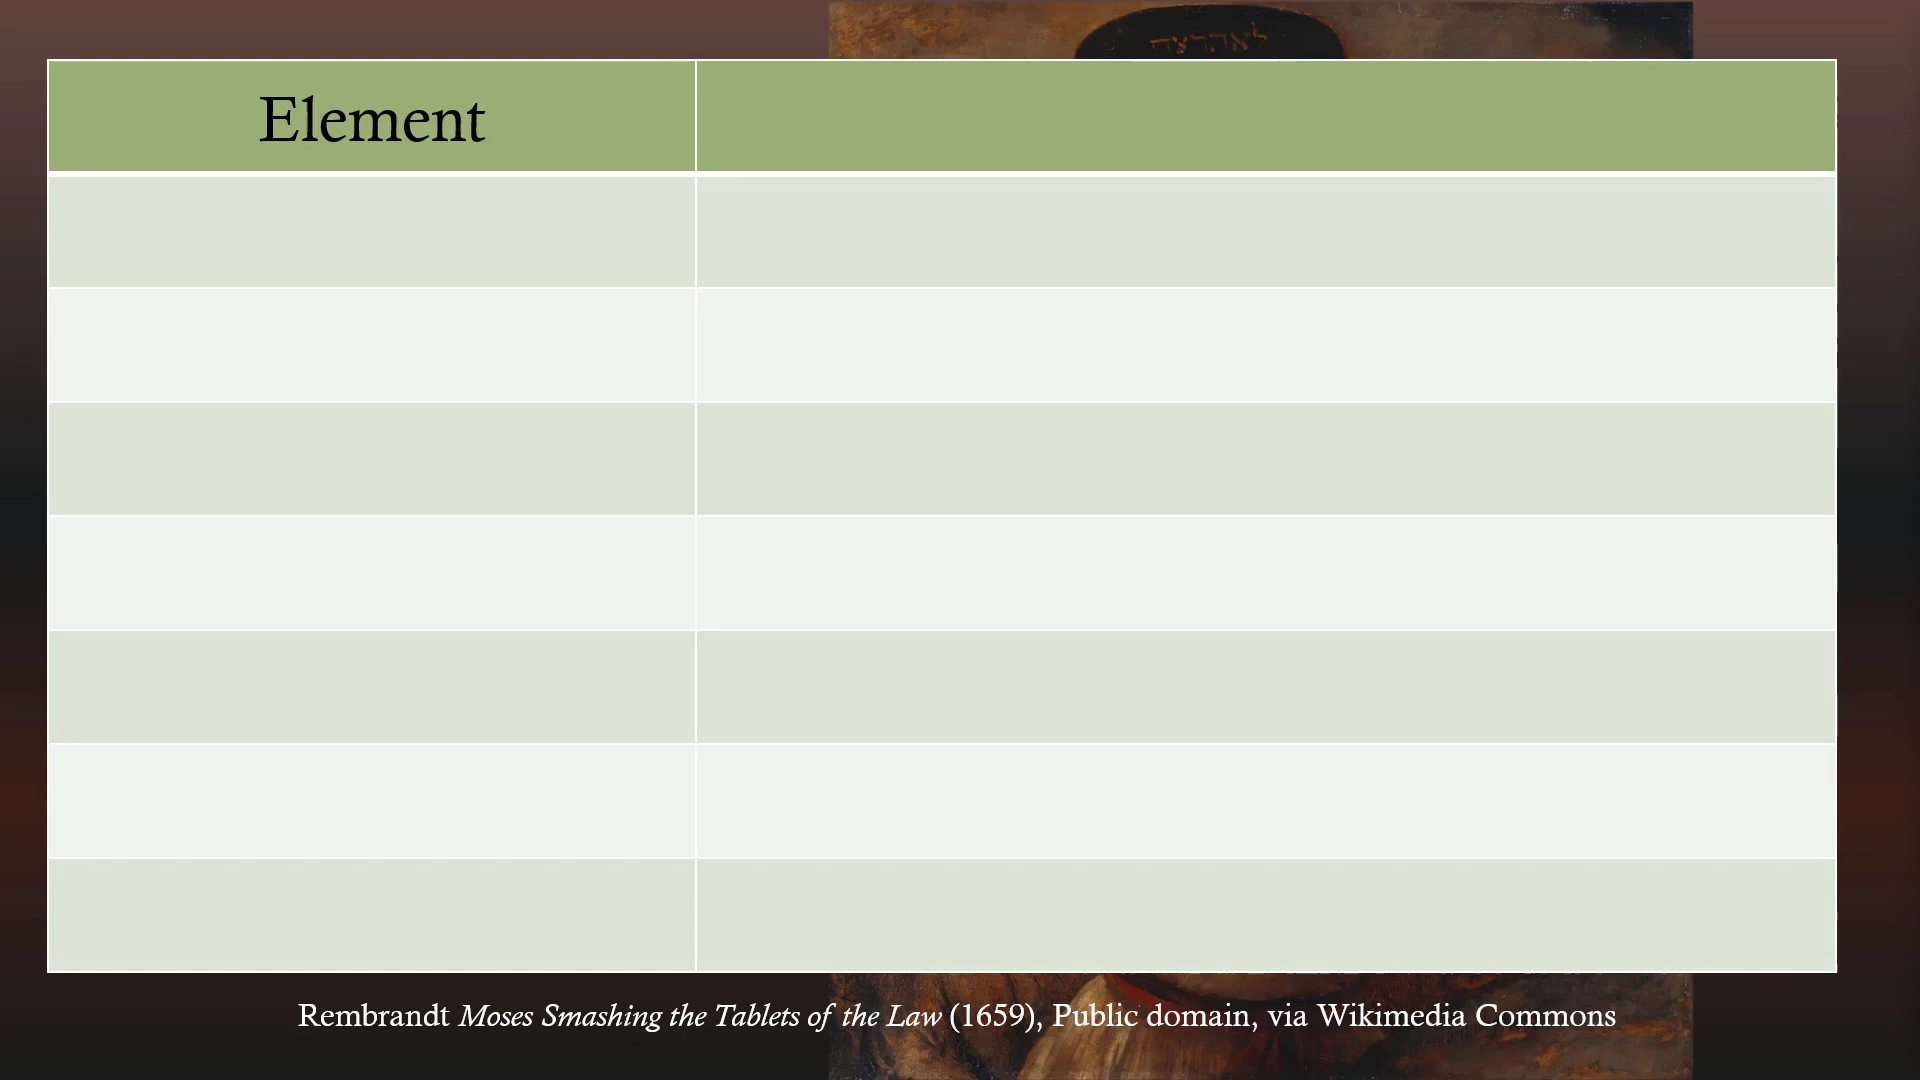 Element
Rembrandt Moses Smashing the Tablets of the Law (1659), Public domain, via Wikimedia Commons